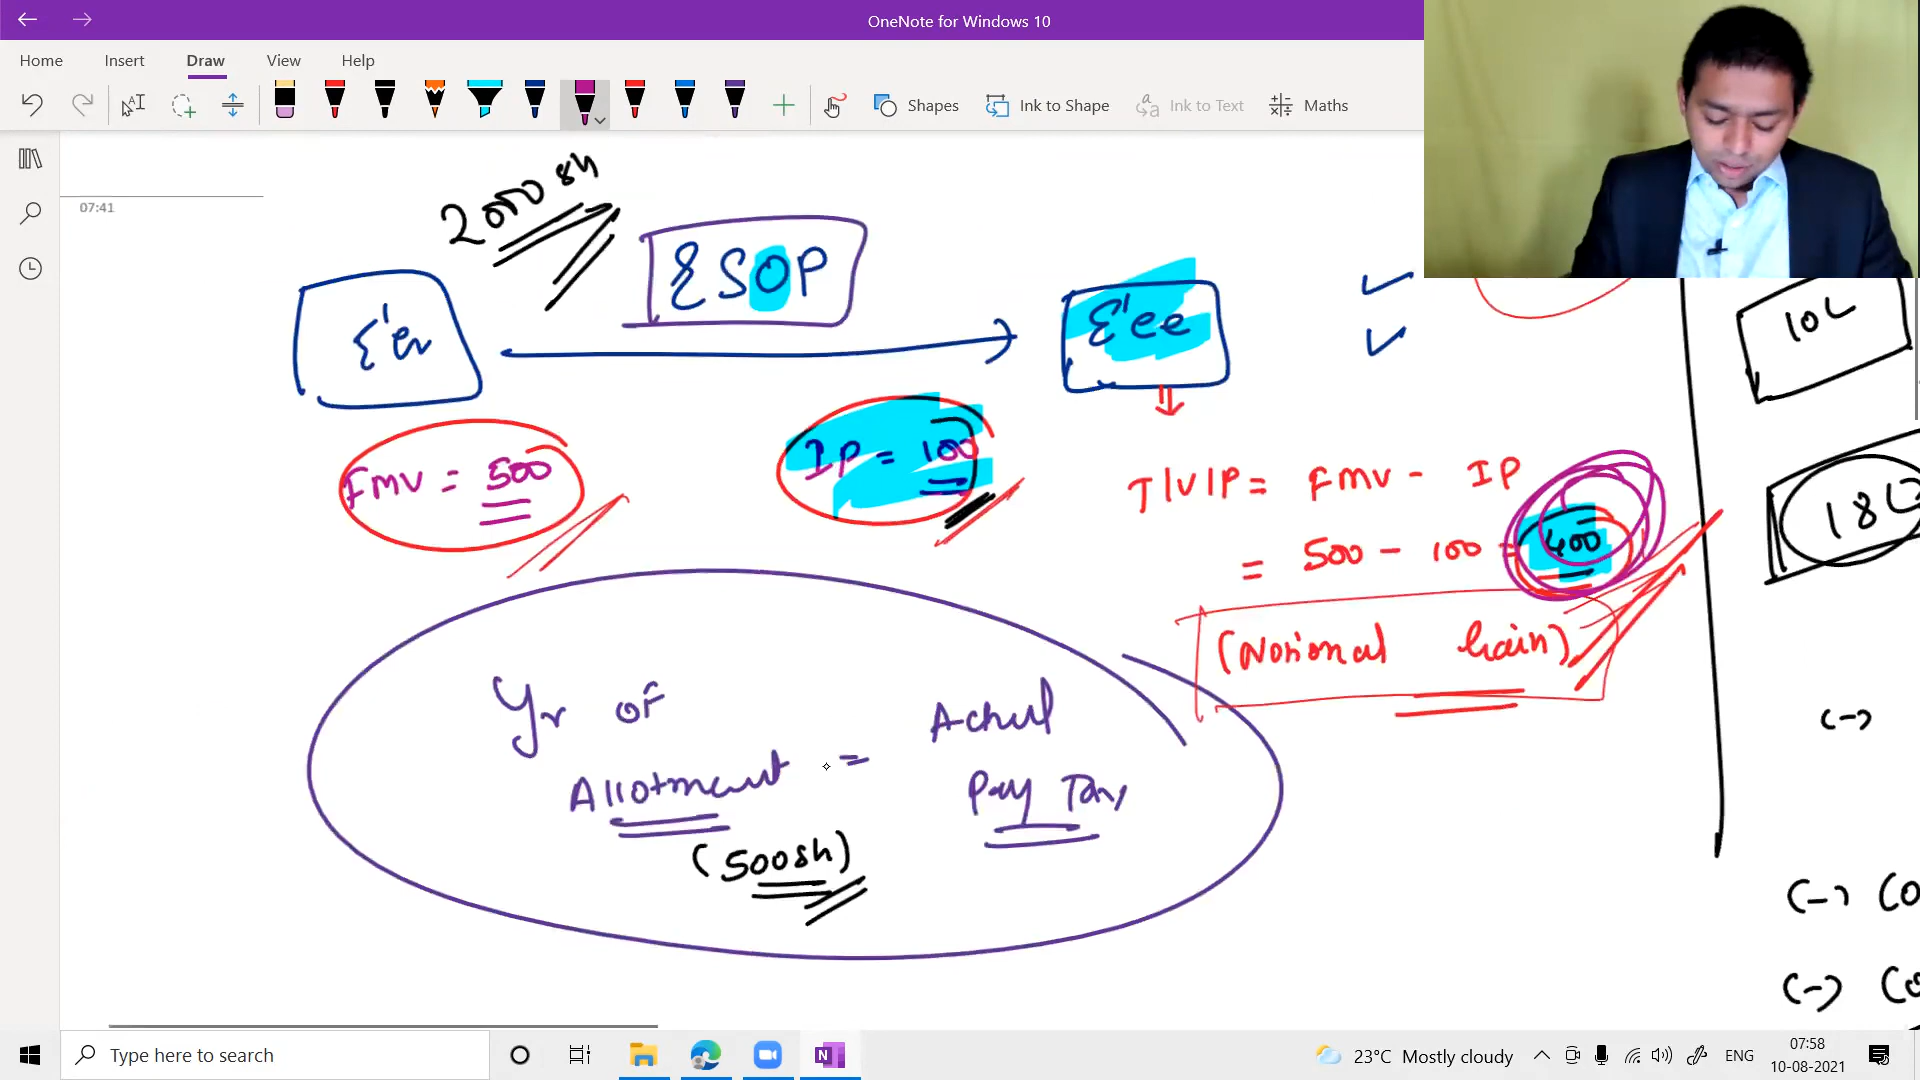 OneNote for Windows 10
Home Insert Draw View Help
Shapes Ink to Shape Ink to Text Maths
07:41
2000 sh
ESOP
E'er
E'ee
10L
FMV = 500
IP = 100
T/V/P = FMV - IP
= 500 - 100 = 400
18L
(Notional Gain)
Yr of
Allotment = Actual
Pay Tax
(500sh)
(-)
(-) (o
(-) (o
Type here to search
23°C Mostly cloudy
ENG
07:58
10-08-2021